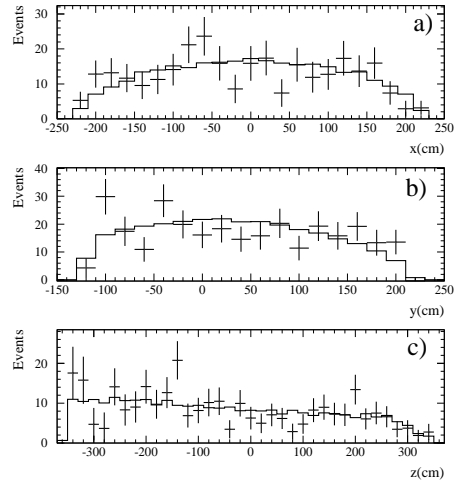 Events
a)
30
20
10
0
-250 -200 -150 -100 -50 0 50 100 150 200 250
x(cm)
Events
b)
40
30
20
10
0
-150 -100 -50 0 50 100 150 200 250
y(cm)
Events
c)
20
10
0
-300 -200 -100 0 100 200 300
z(cm)